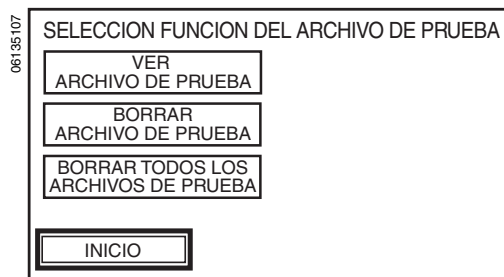 06135107
SELECCION FUNCION DEL ARCHIVO DE PRUEBA
VER
ARCHIVO DE PRUEBA
BORRAR
ARCHIVO DE PRUEBA
BORRAR TODOS LOS
ARCHIVOS DE PRUEBA
INICIO